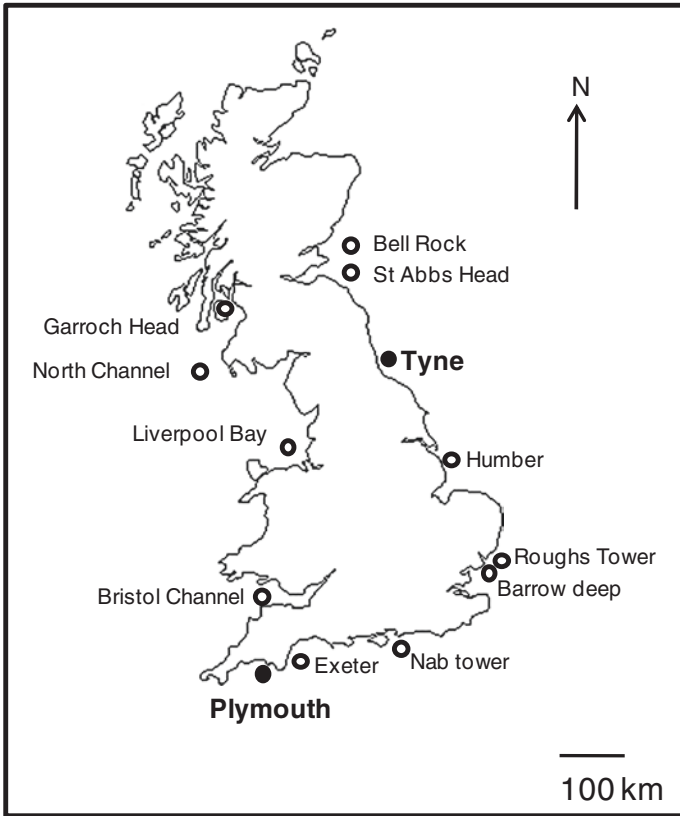 N
Bell Rock
St Abbs Head
Garroch Head
Tyne
North Channel
Liverpool Bay
Humber
Roughs Tower
Barrow deep
Bristol Channel
Nab tower
Exeter
Plymouth
100 km